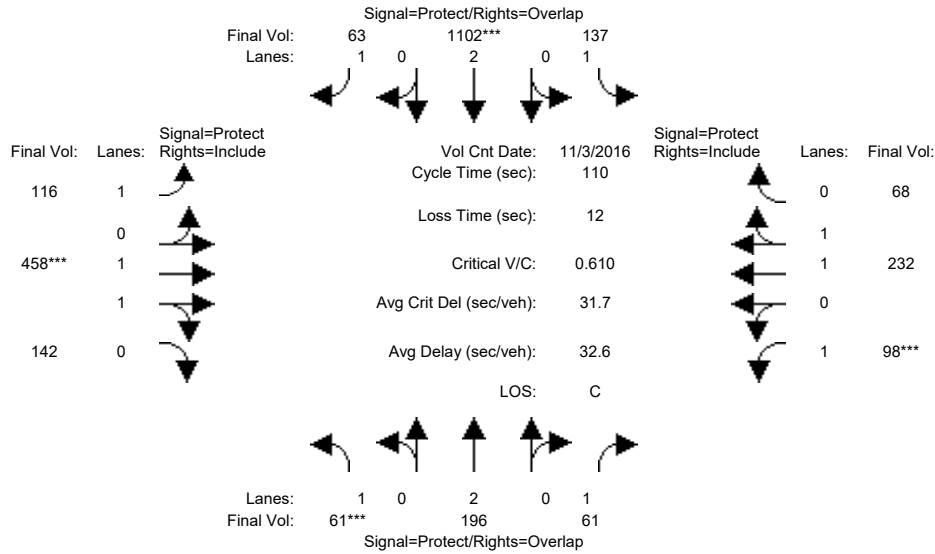 Signal=Protect/Rights=Overlap
Final Vol: 63 1102*** 137
Lanes: 1 0 2 0 1
Signal=Protect Signal=Protect
Final Vol: Lanes: Rights=Include Vol Cnt Date: 11/3/2016 Rights=Include Lanes: Final Vol:
Cycle Time (sec): 110
116 1 0 68
Loss Time (sec): 12
0 1
458*** 1 Critical V/C: 0.610 1 232
1 Avg Crit Del (sec/veh): 31.7 0
142 0 Avg Delay (sec/veh): 32.6 1 98***
LOS: C
Lanes: 1 0 2 0 1
Final Vol: 61*** 196 61
Signal=Protect/Rights=Overlap